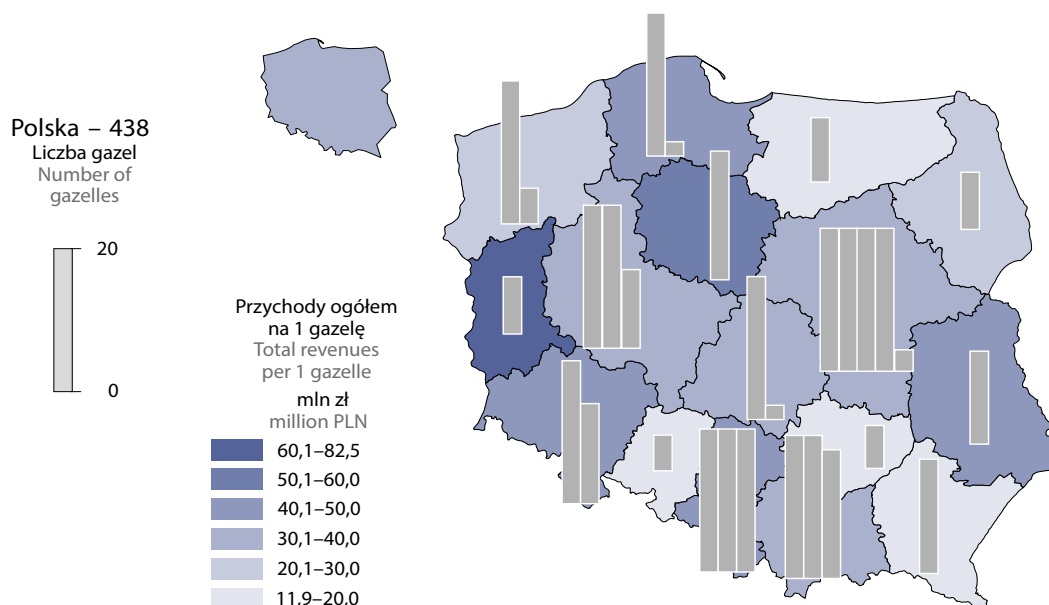 Polska – 438
Liczba gazel
Number of
gazelles
20
0
Przychody ogółem
na 1 gazelę
Total revenues
per 1 gazelle
mln zł
million PLN
60,1–82,5
50,1–60,0
40,1–50,0
30,1–40,0
20,1–30,0
11,9–20,0